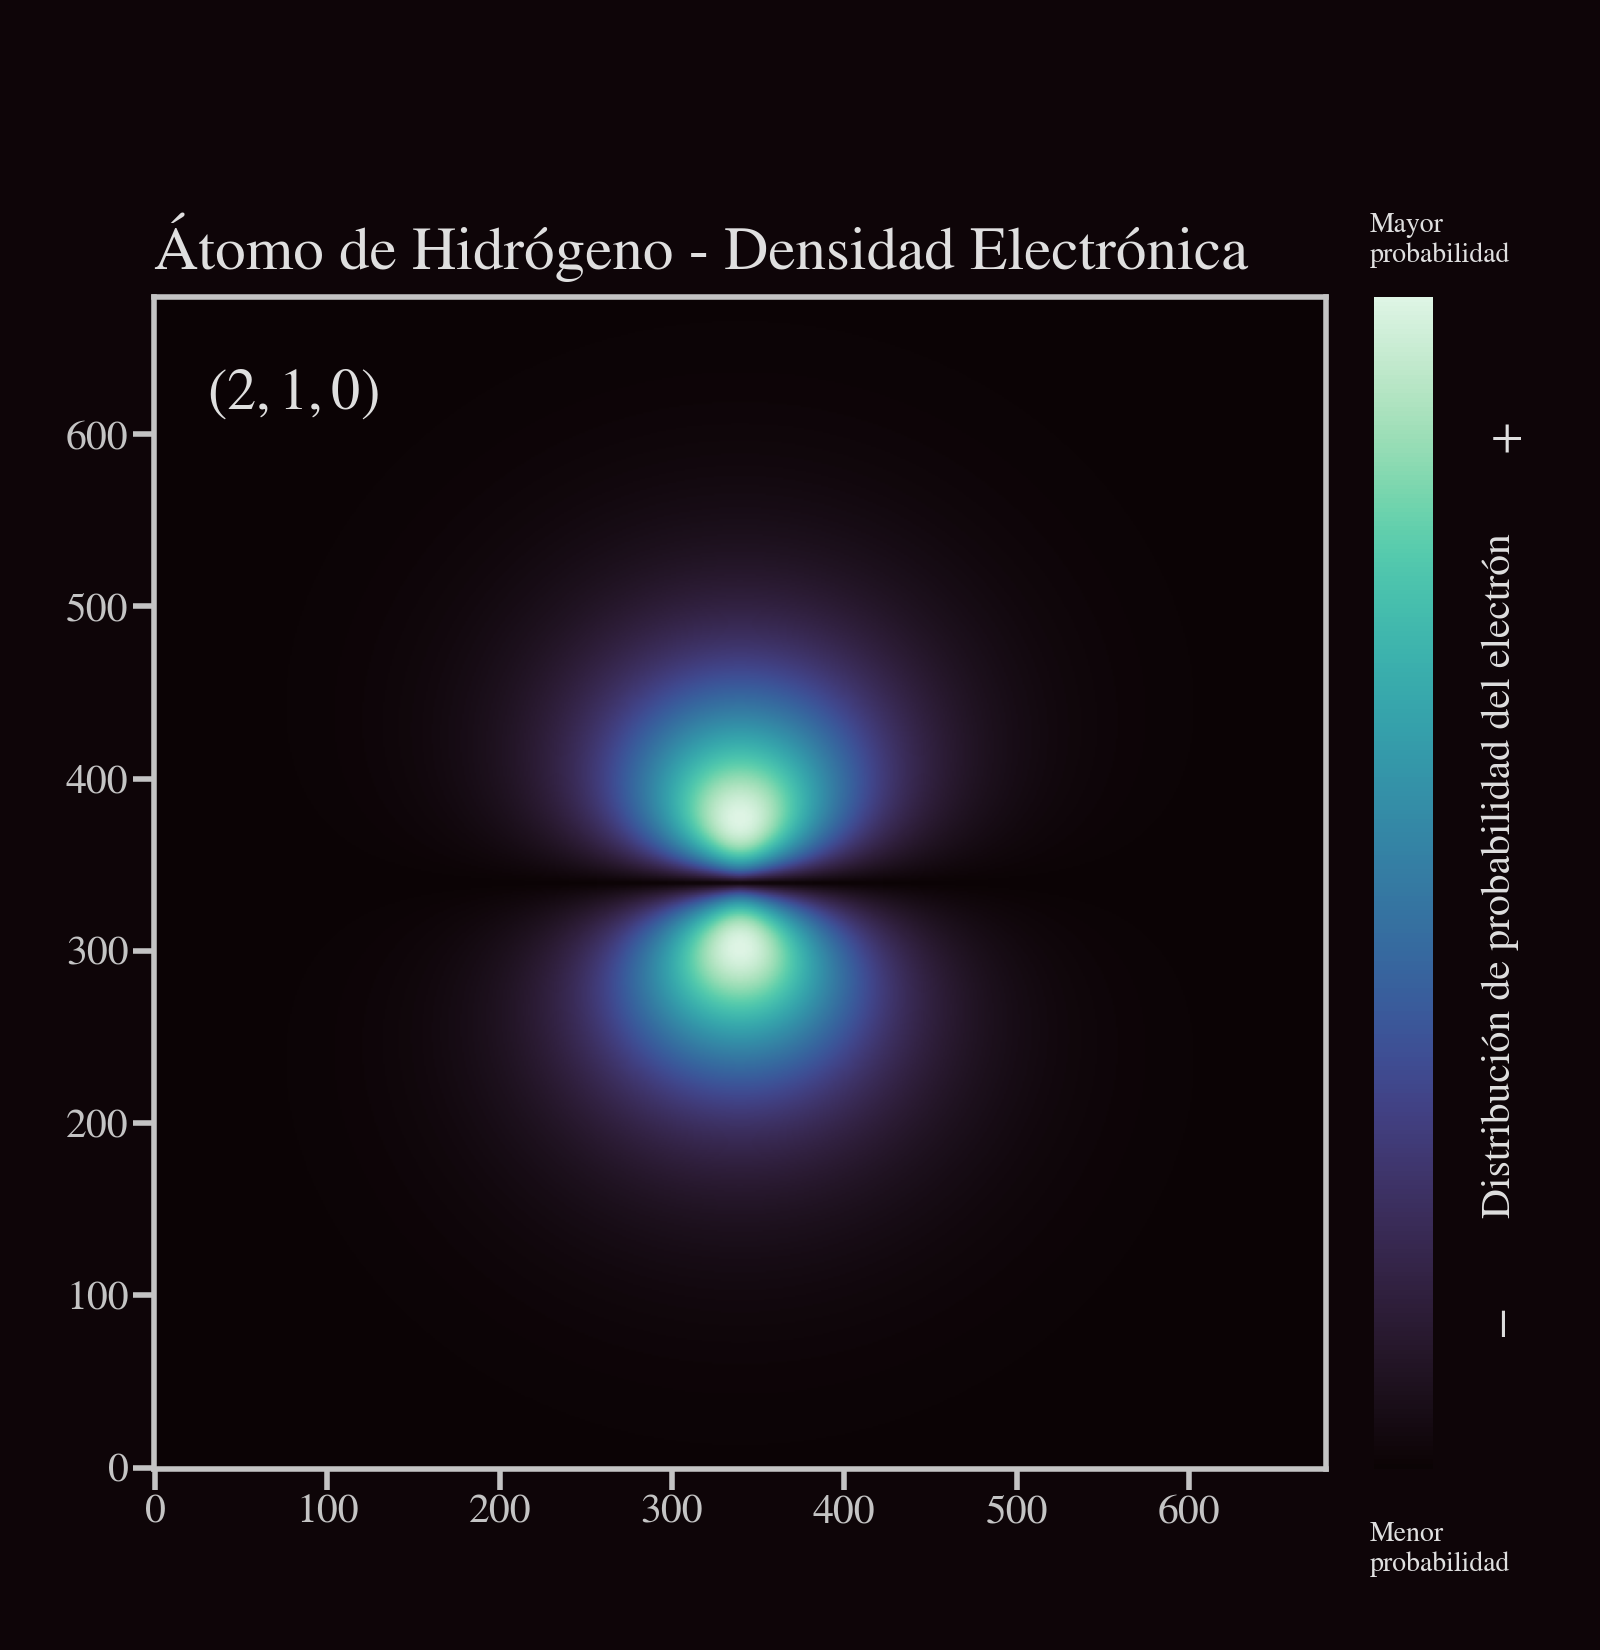 Átomo de Hidrógeno - Densidad Electrónica
(2, 1, 0)
600
500
400
300
200
100
0
0 100 200 300 400 500 600
Mayor
probabilidad
− Distribución de probabilidad del electrón +
Menor
probabilidad